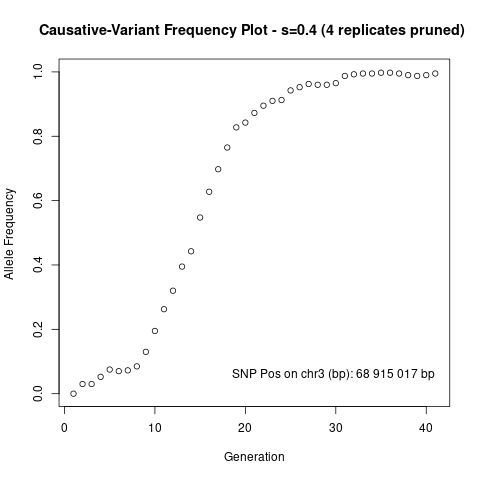 Causative-Variant Frequency Plot - s=0.4 (4 replicates pruned)
Allele Frequency
1.0
0.8
0.6
0.4
0.2
0.0
SNP Pos on chr3 (bp): 68 915 017 bp
0 10 20 30 40
Generation